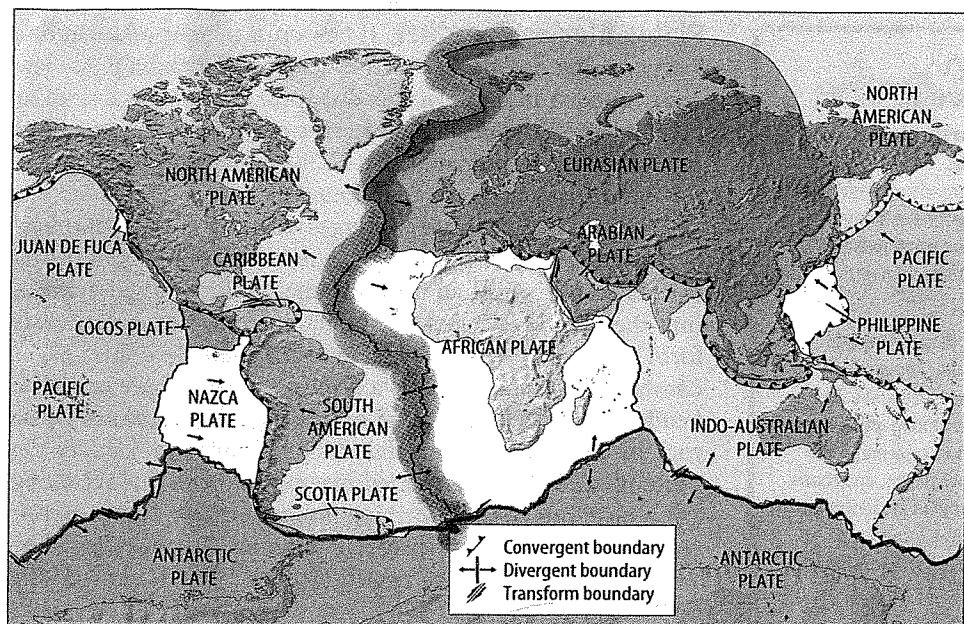 NORTH
AMERICAN
PLATE
NORTH AMERICAN
PLATE
EURASIAN PLATE
JUAN DE FUCA
PLATE
CARIBBEAN
PLATE
ARABIAN
PLATE
PACIFIC
PLATE
COCOS PLATE
AFRICAN PLATE
PHILIPPINE
PLATE
PACIFIC
PLATE
NAZCA
PLATE
SOUTH
AMERICAN
PLATE
INDO-AUSTRALIAN
PLATE
SCOTIA PLATE
ANTARCTIC
PLATE
Convergent boundary
Divergent boundary
Transform boundary
ANTARCTIC
PLATE